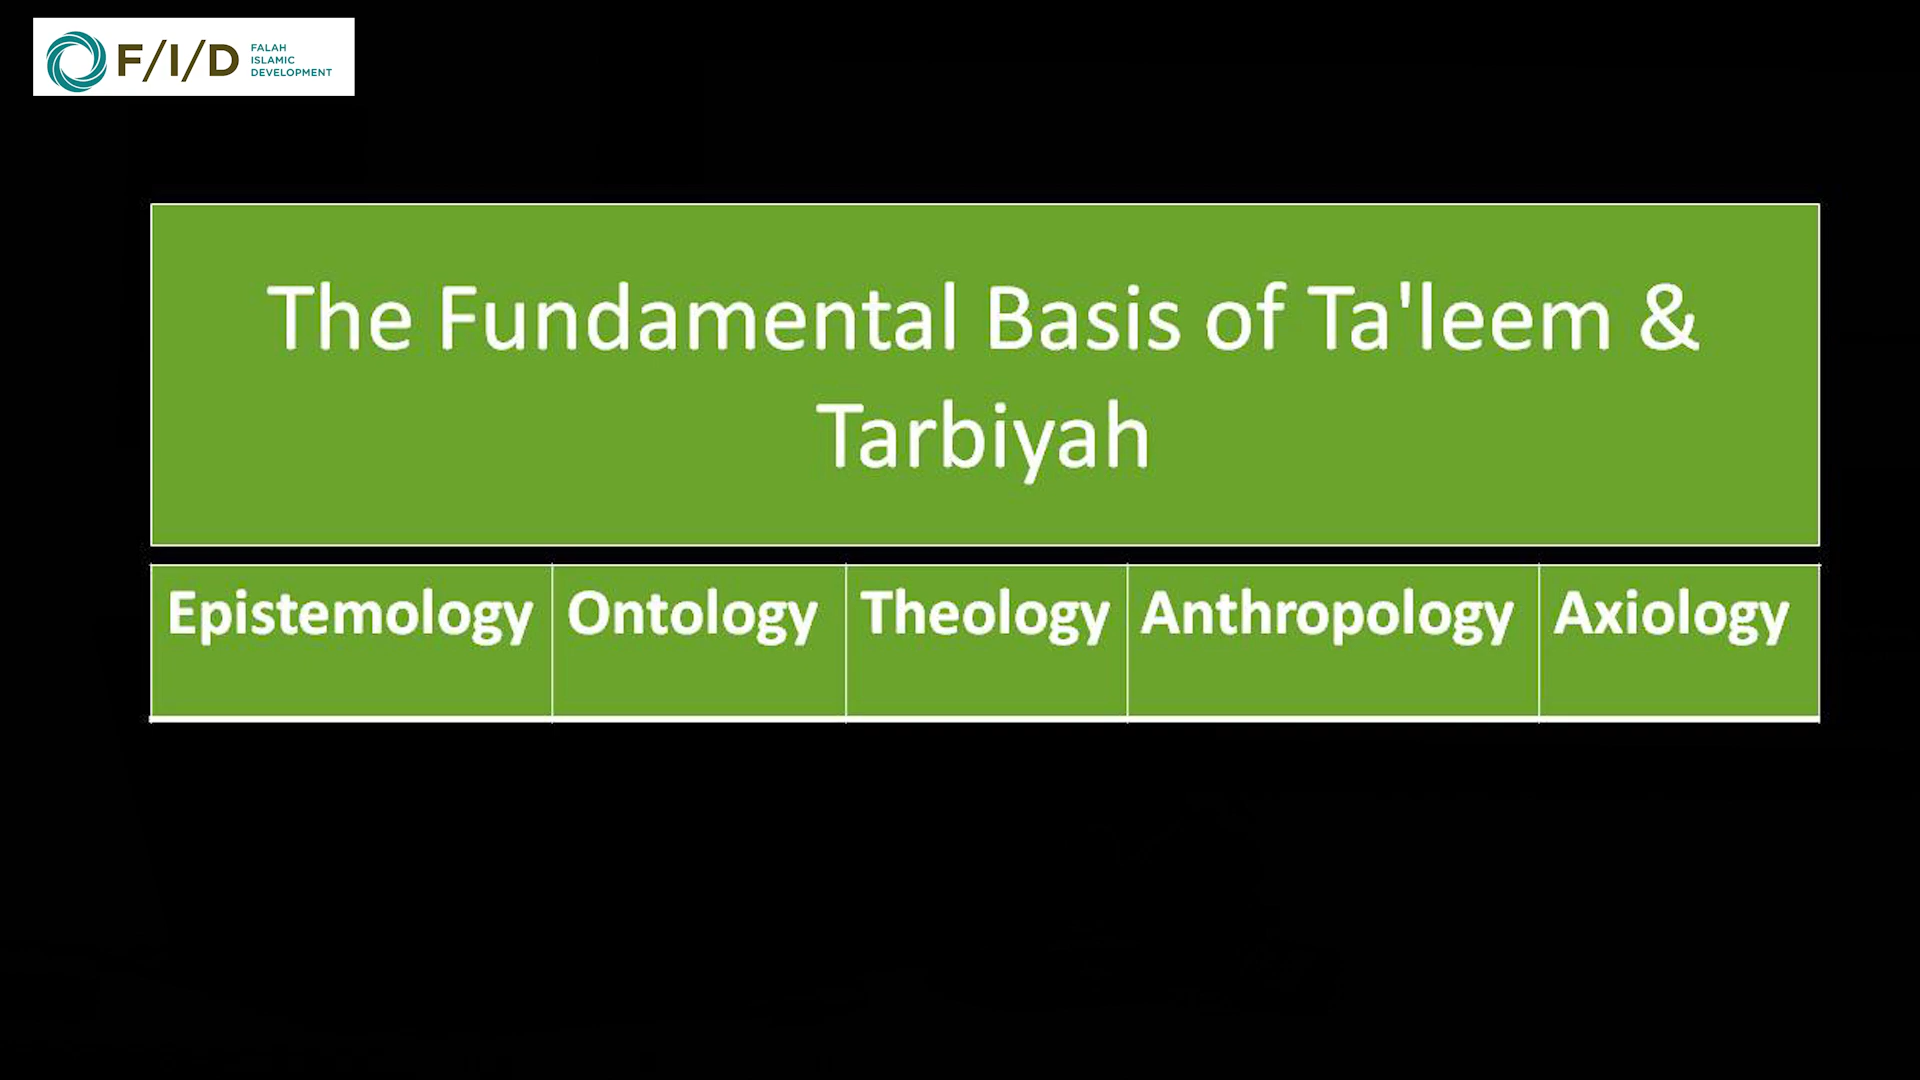 F/I/D
FALAH
ISLAMIC
DEVELOPMENT
The Fundamental Basis of Ta'leem &
Tarbiyah
Epistemology Ontology Theology Anthropology Axiology